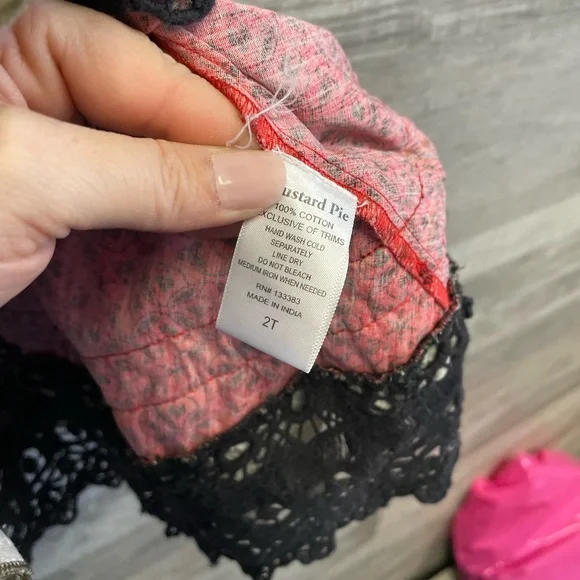 ustard Pie
100% COTTON
EXCLUSIVE OF TRIMS
HAND WASH COLD
SEPARATELY
LINE DRY
DO NOT BLEACH
MEDIUM IRON WHEN NEEDED
RN# 133383
MADE IN INDIA
2T